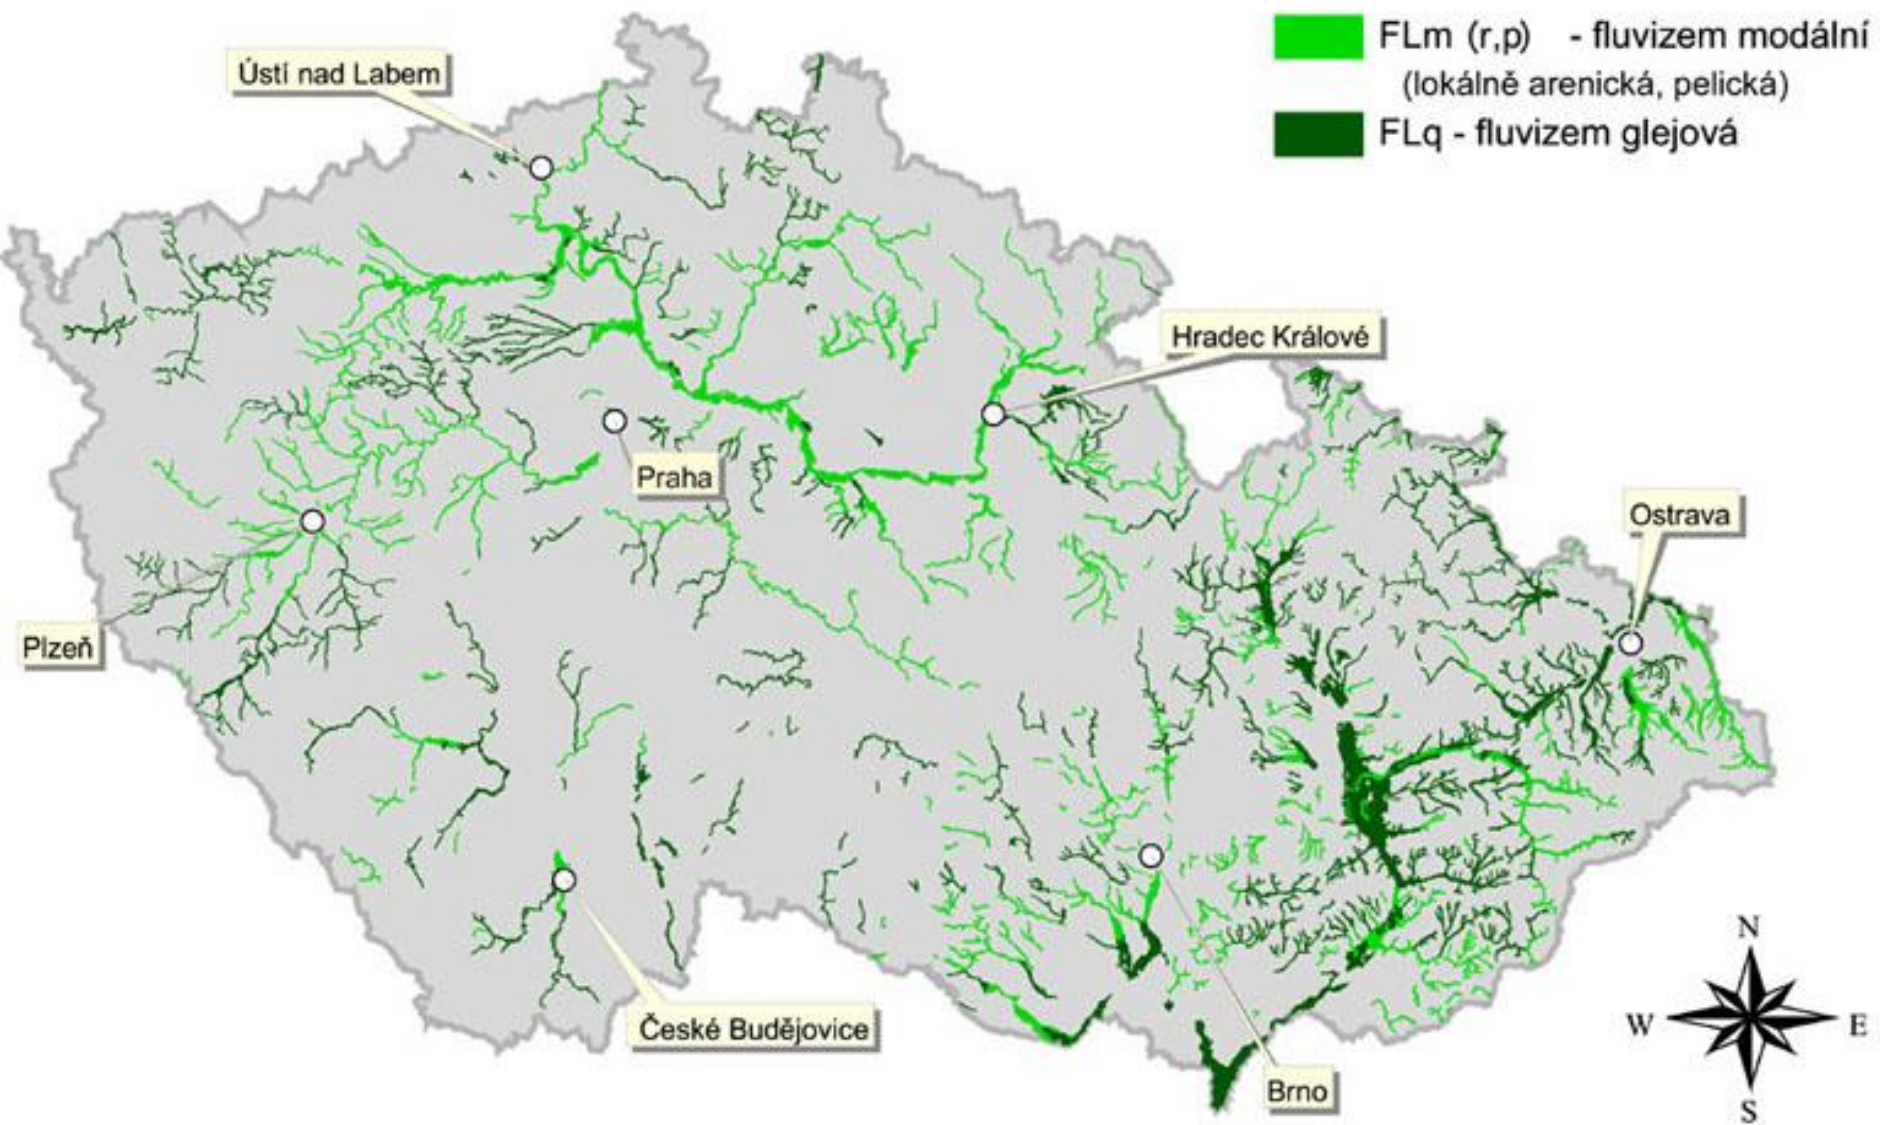 FLm (r,p) - fluvizem modální
(lokálně arenická, pelická)
FLq - fluvizem glejová
Ústí nad Labem
Hradec Králové
Praha
Ostrava
Plzeň
České Budějovice
Brno
N
W
E
S